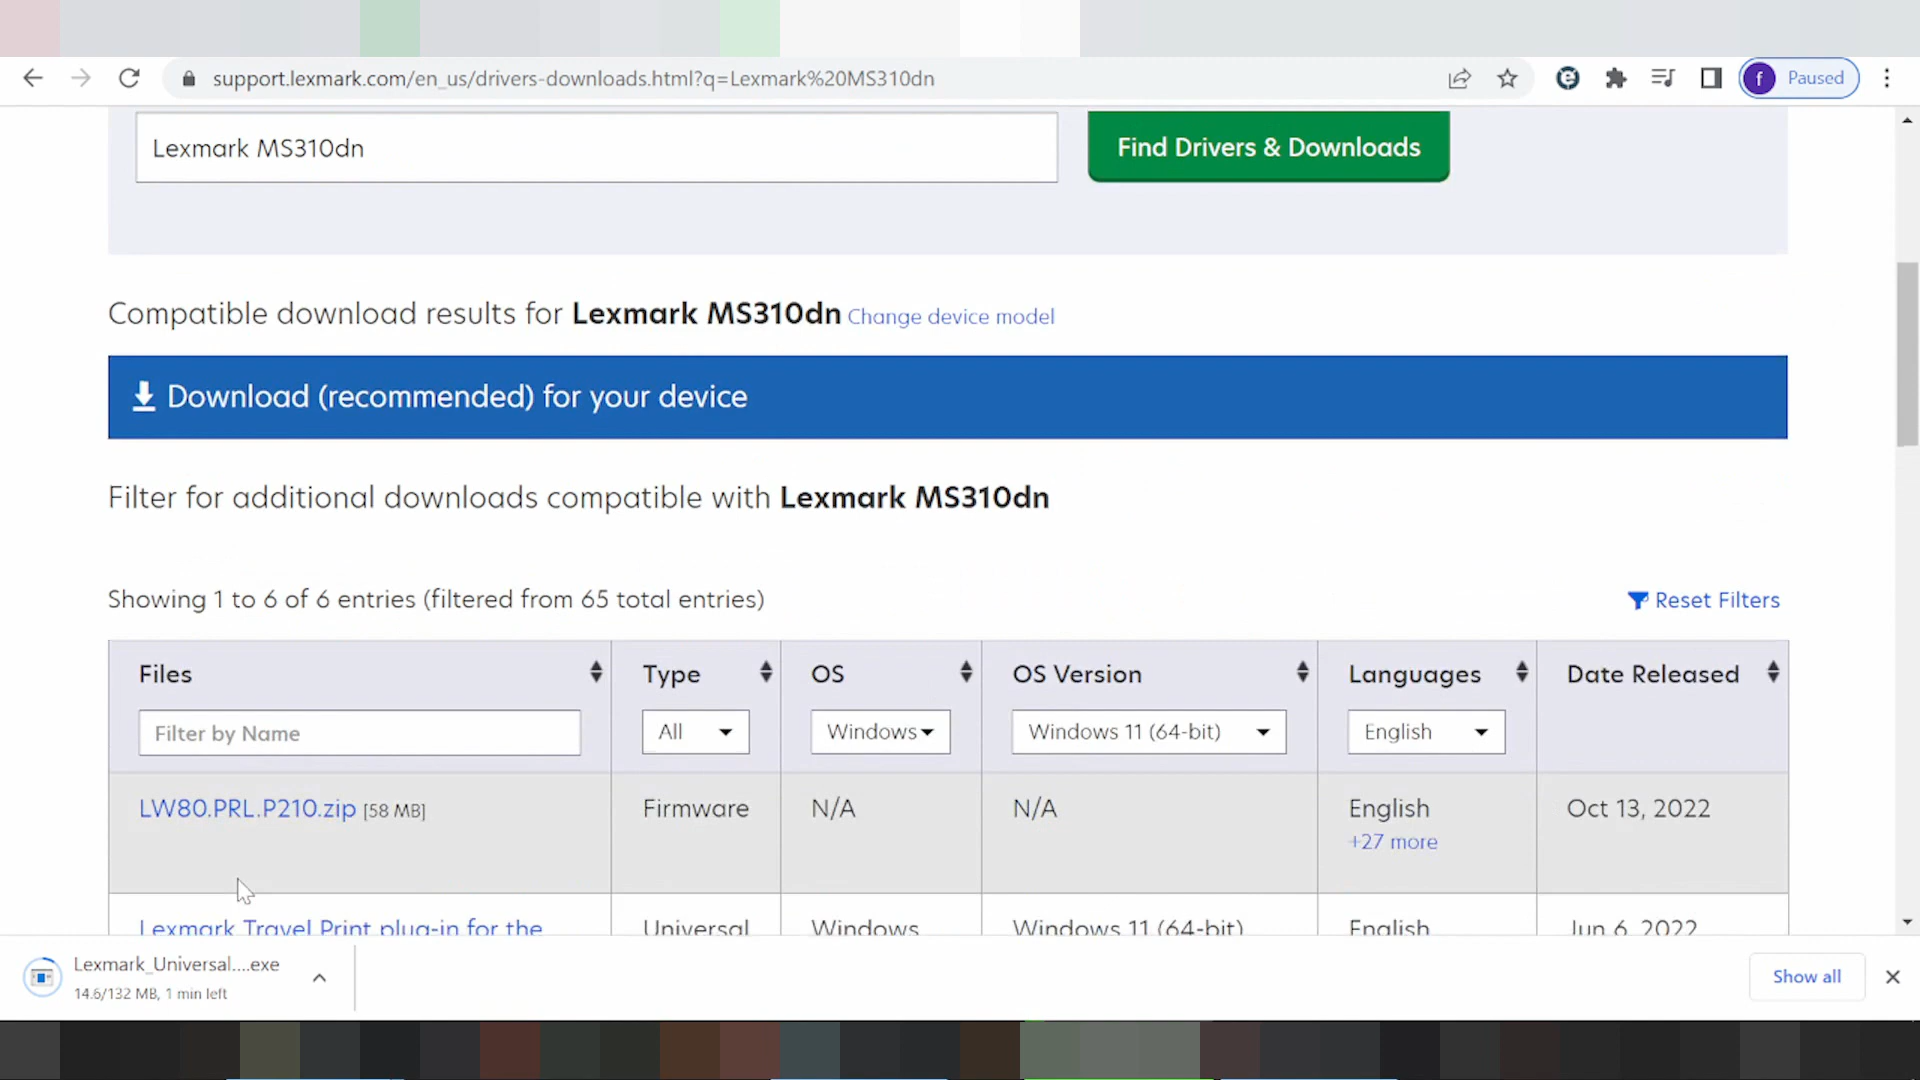 support.lexmark.com/en_us/drivers-downloads.html?q=Lexmark%20MS310dn
f Paused
Lexmark MS310dn
Find Drivers & Downloads
Compatible download results for Lexmark MS310dn Change device model
Download (recommended) for your device
Filter for additional downloads compatible with Lexmark MS310dn
Showing 1 to 6 of 6 entries (filtered from 65 total entries)
Reset Filters
Files Type OS OS Version Languages Date Released
Filter by Name All Windows Windows 11 (64-bit) English
LW80.PRL.P210.zip [58 MB] Firmware N/A N/A English Oct 13, 2022
+27 more
Lexmark Travel Print plug-in for the Universal Windows Windows 11 (64-bit) English Jun 6, 2022
Lexmark_Universal....exe
14.6/132 MB, 1 min left
Show all